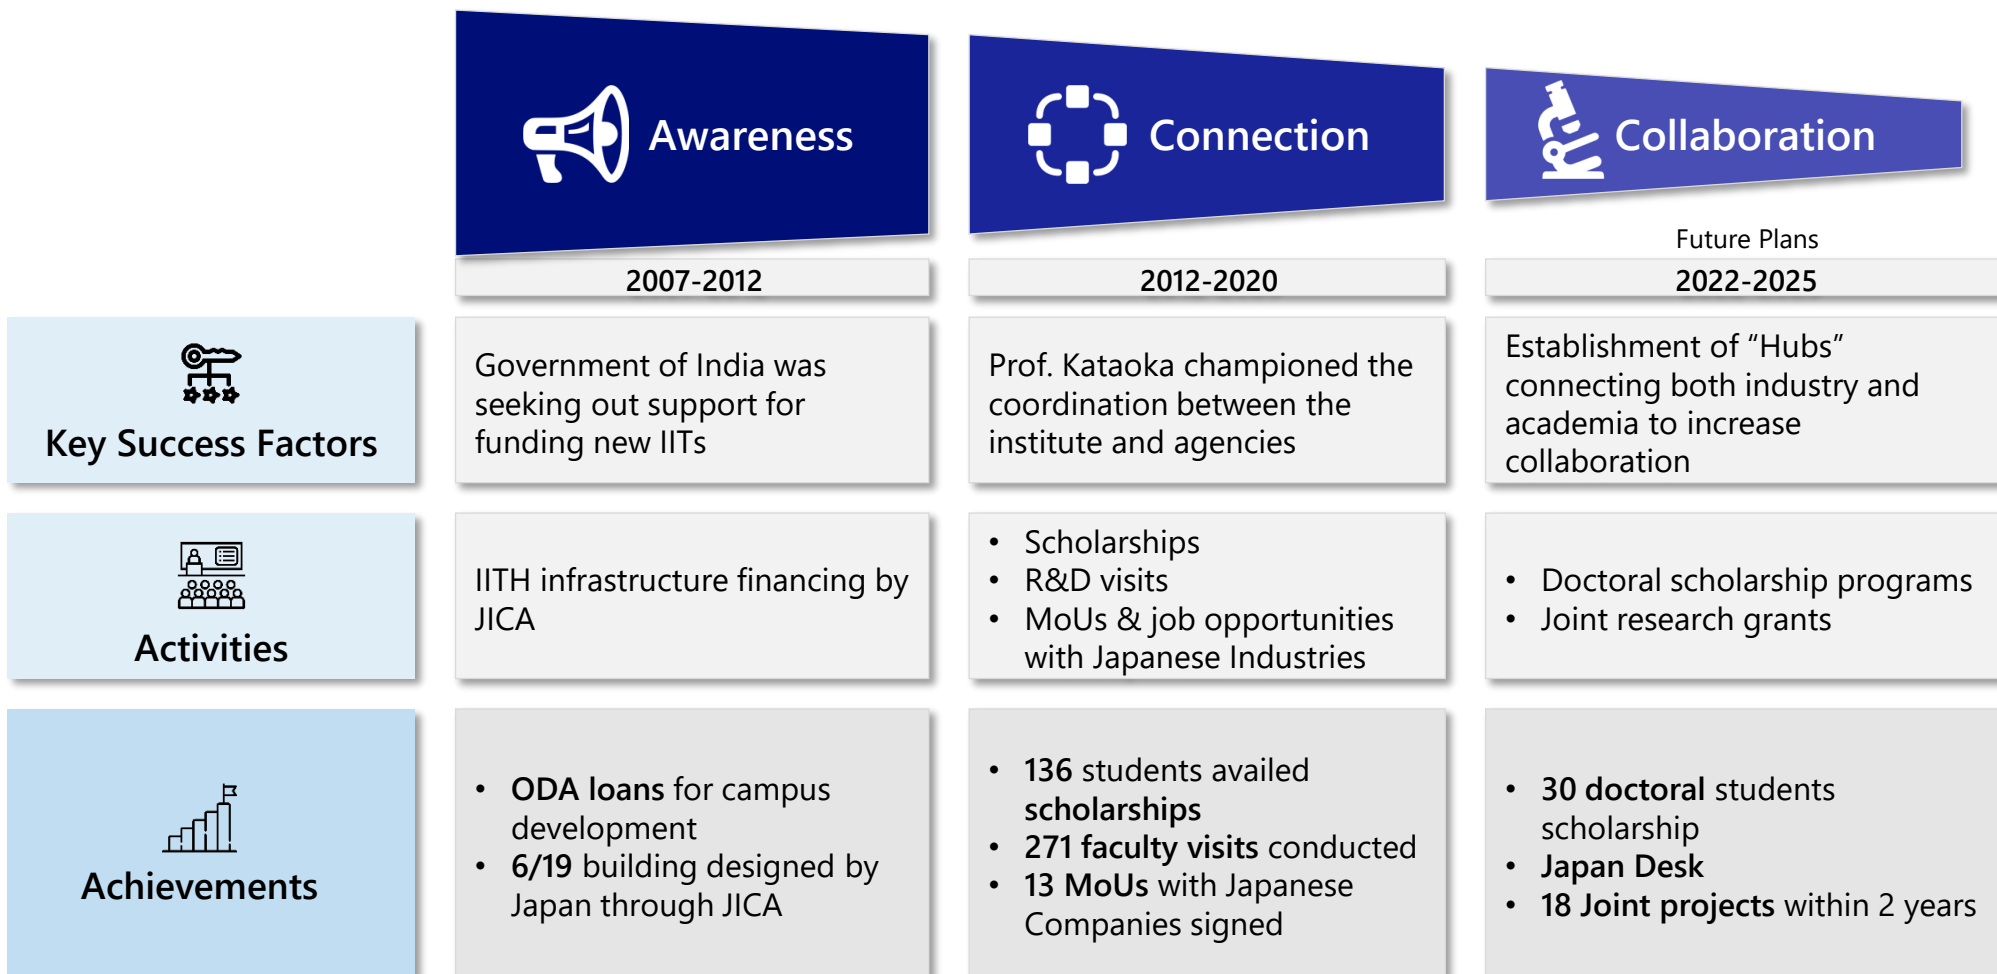 Awareness
Connection
Collaboration
Future Plans
2007-2012
2012-2020
2022-2025
Key Success Factors
Government of India was
seeking out support for
funding new IITs
Prof. Kataoka championed the
coordination between the
institute and agencies
Establishment of “Hubs”
connecting both industry and
academia to increase
collaboration
Activities
IITH infrastructure financing by
JICA
• Scholarships
• R&D visits
• MoUs & job opportunities
with Japanese Industries
• Doctoral scholarship programs
• Joint research grants
Achievements
• ODA loans for campus
development
• 6/19 building designed by
Japan through JICA
• 136 students availed
scholarships
• 271 faculty visits conducted
• 13 MoUs with Japanese
Companies signed
• 30 doctoral students
scholarship
• Japan Desk
• 18 Joint projects within 2 years